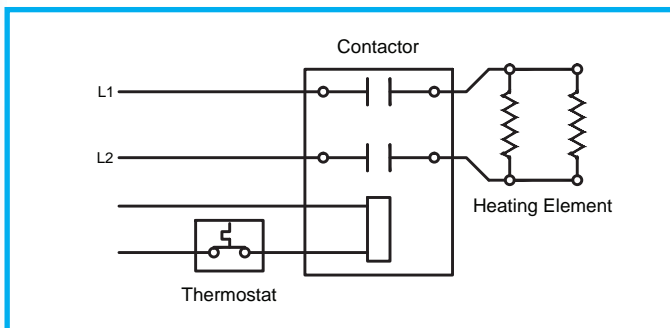 Contactor
L1
L2
Heating Element
Thermostat